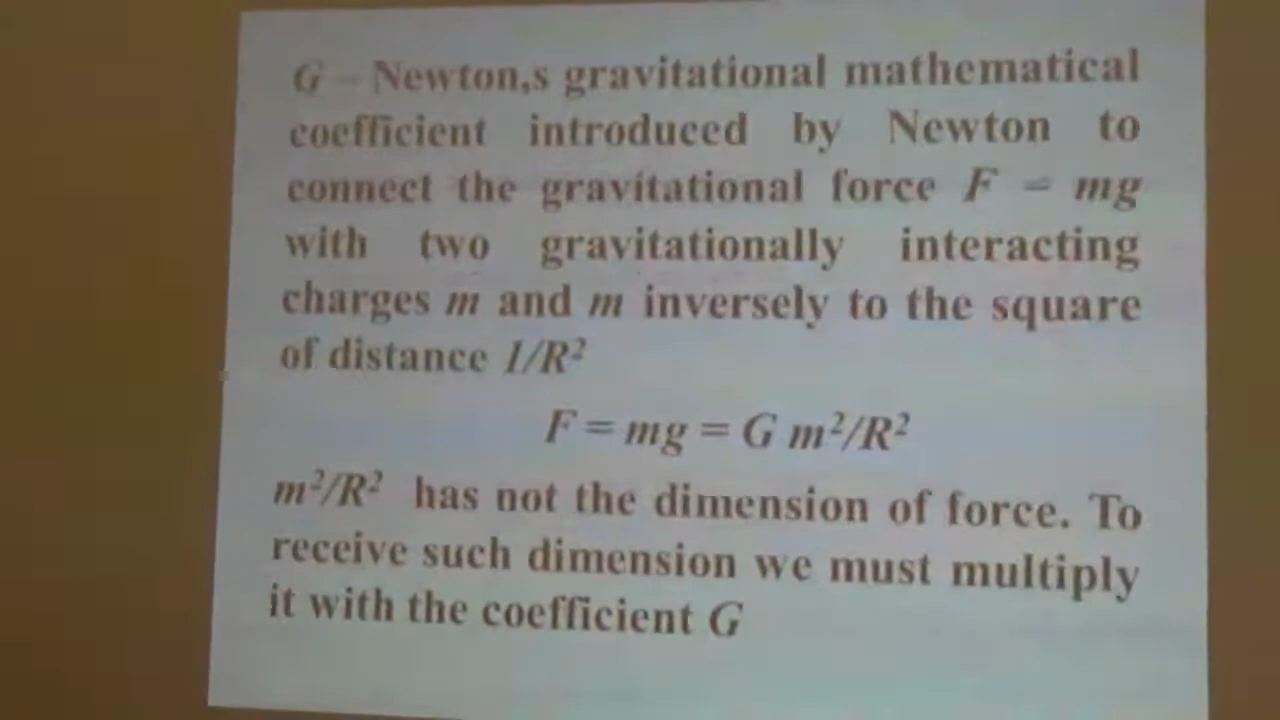 G – Newton,s gravitational mathematical
coefficient introduced by Newton to
connect the gravitational force F = mg
with two gravitationally interacting
charges m and m inversely to the square
of distance 1/R²
F = mg = G m²/R²
m²/R² has not the dimension of force. To
receive such dimension we must multiply
it with the coefficient G